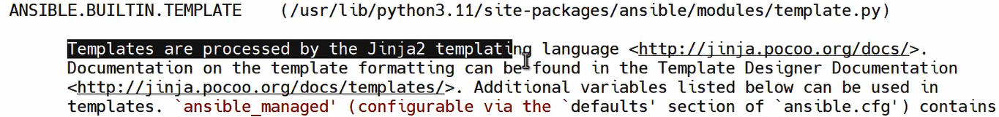 ANSIBLE.BUILTIN.TEMPLATE    (/usr/lib/python3.11/site-packages/ansible/modules/template.py)
Templates are processed by the Jinja2 templating language <http://jinja.pocoo.org/docs/>.
Documentation on the template formatting can be found in the Template Designer Documentation
<http://jinja.pocoo.org/docs/templates/>. Additional variables listed below can be used in
templates. `ansible_managed' (configurable via the `defaults' section of `ansible.cfg') contains